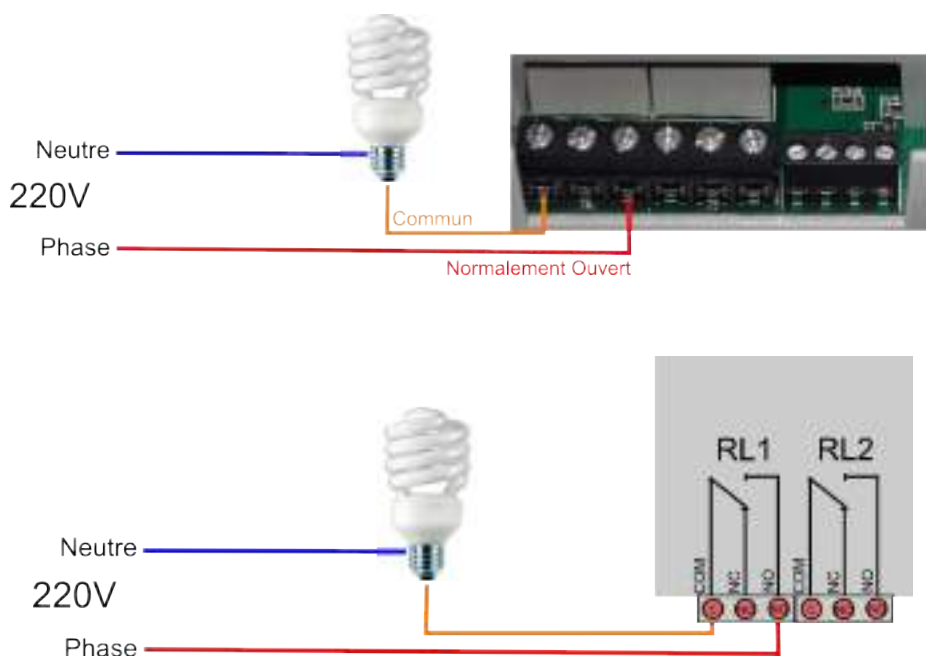 Neutre
220V
Commun
Phase
Normalement Ouvert
RL1 RL2
COM NC NO COM NC NO
Neutre
220V
Phase